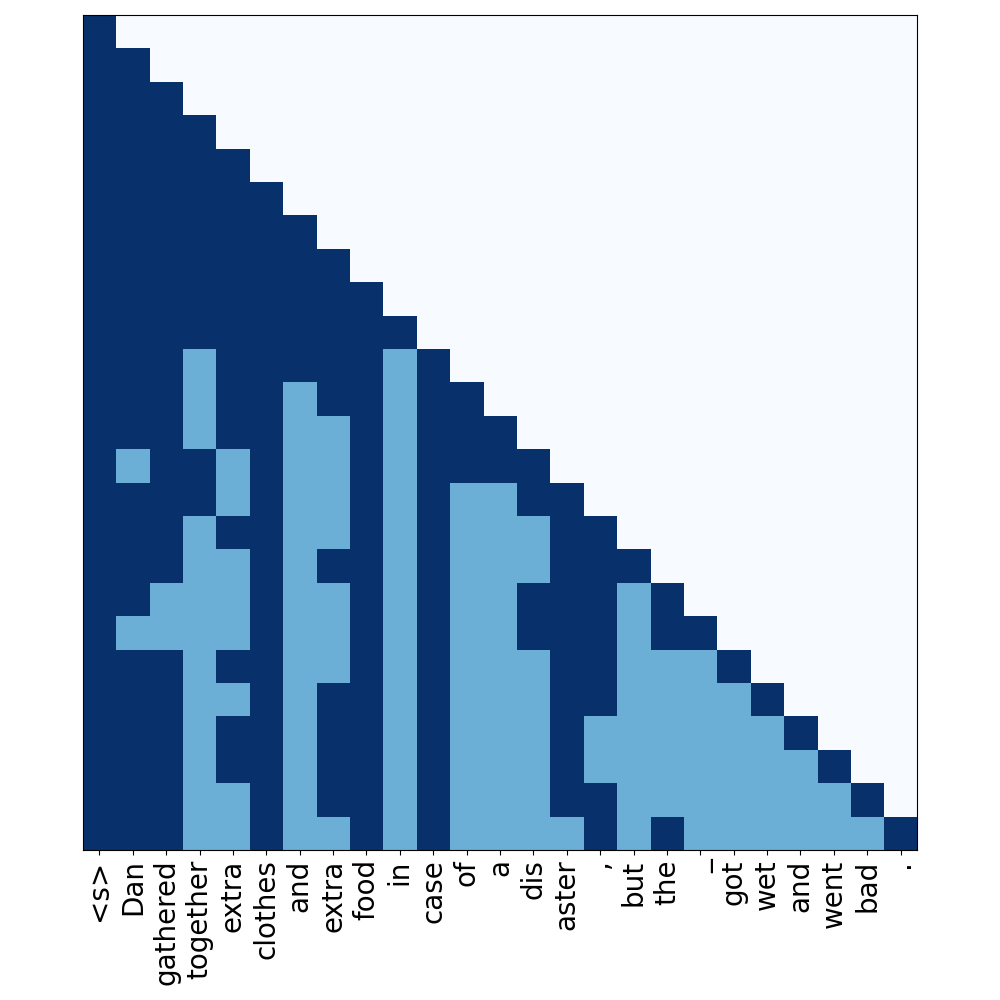 <s> Dan gathered together extra clothes and extra food in case of a dis aster , but the _ got wet and went bad .